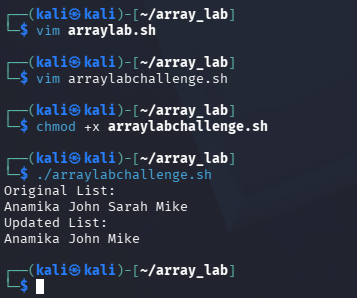 ┌──(kali㉿kali)-[~/array_lab]
└─$ vim arraylab.sh
┌──(kali㉿kali)-[~/array_lab]
└─$ vim arraylabchallenge.sh
┌──(kali㉿kali)-[~/array_lab]
└─$ chmod +x arraylabchallenge.sh
┌──(kali㉿kali)-[~/array_lab]
└─$ ./arraylabchallenge.sh
Original List:
Anamika John Sarah Mike
Updated List:
Anamika John Mike
┌──(kali㉿kali)-[~/array_lab]
└─$